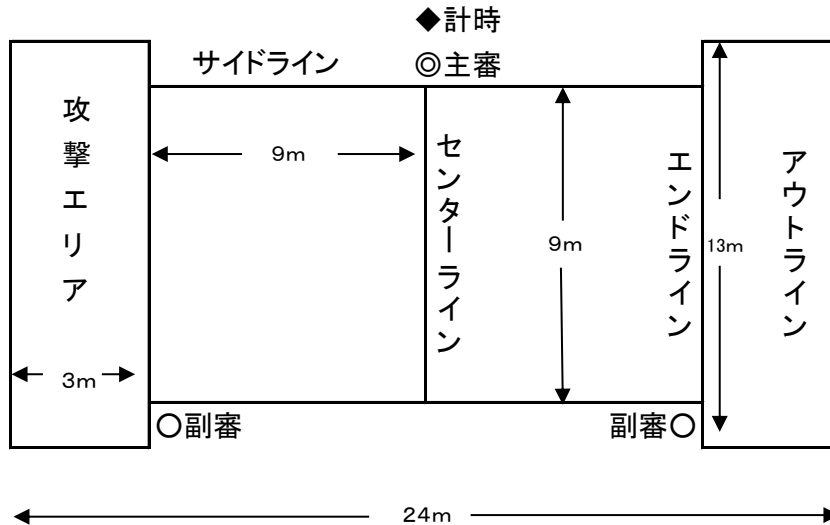 ◆計時
サイドライン
◎主審
攻撃エリア
9m
センターライン
9m
エンドライン
13m
アウトライン
3m
○副審
副審○
24m